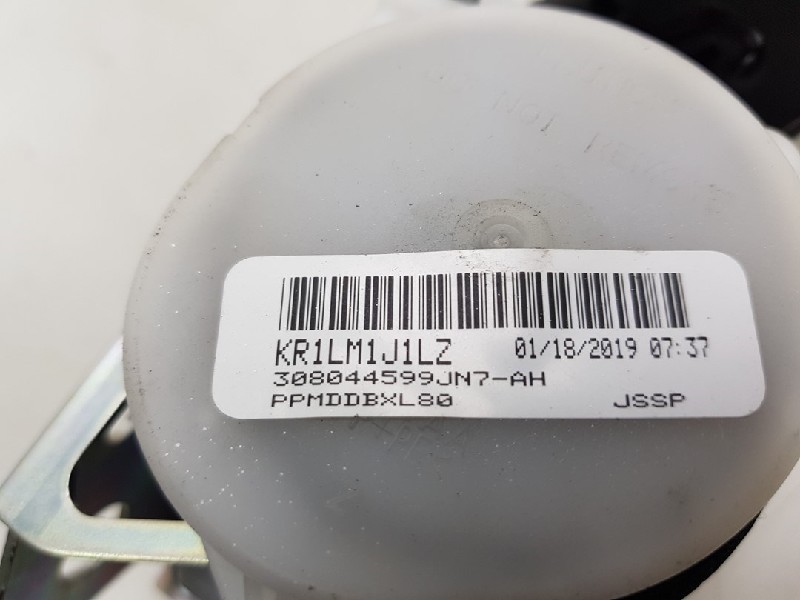 KR1LM1J1LZ 01/18/2019 07:37
308044599JN7-AH
PPMDDBXL80 JSSP